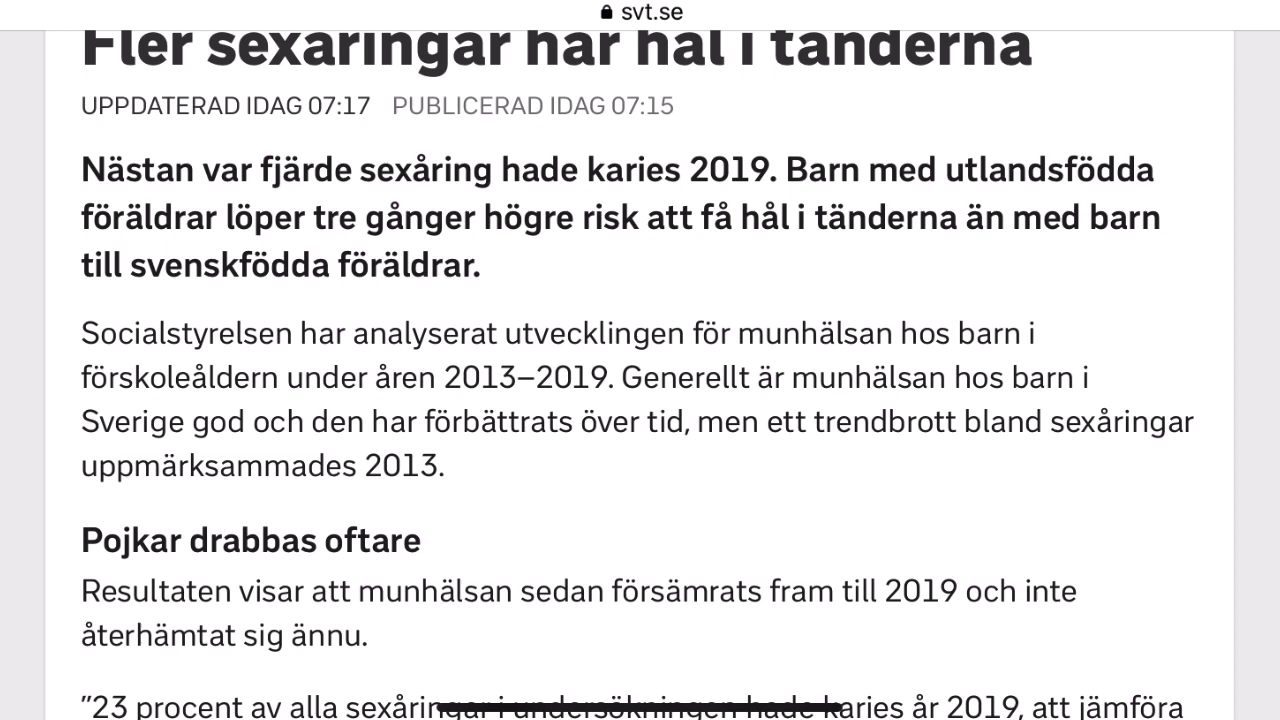 svt.se
Fler sexåringar har hål i tänderna
UPPDATERAD IDAG 07:17 PUBLICERAD IDAG 07:15
Nästan var fjärde sexåring hade karies 2019. Barn med utlandsfödda
föräldrar löper tre gånger högre risk att få hål i tänderna än med barn
till svenskfödda föräldrar.
Socialstyrelsen har analyserat utvecklingen för munhälsan hos barn i
förskoleåldern under åren 2013–2019. Generellt är munhälsan hos barn i
Sverige god och den har förbättrats över tid, men ett trendbrott bland sexåringar
uppmärksammades 2013.
Pojkar drabbas oftare
Resultaten visar att munhälsan sedan försämrats fram till 2019 och inte
återhämtat sig ännu.
”23 procent av alla sexåringar i undersökningen hade karies år 2019, att jämföra